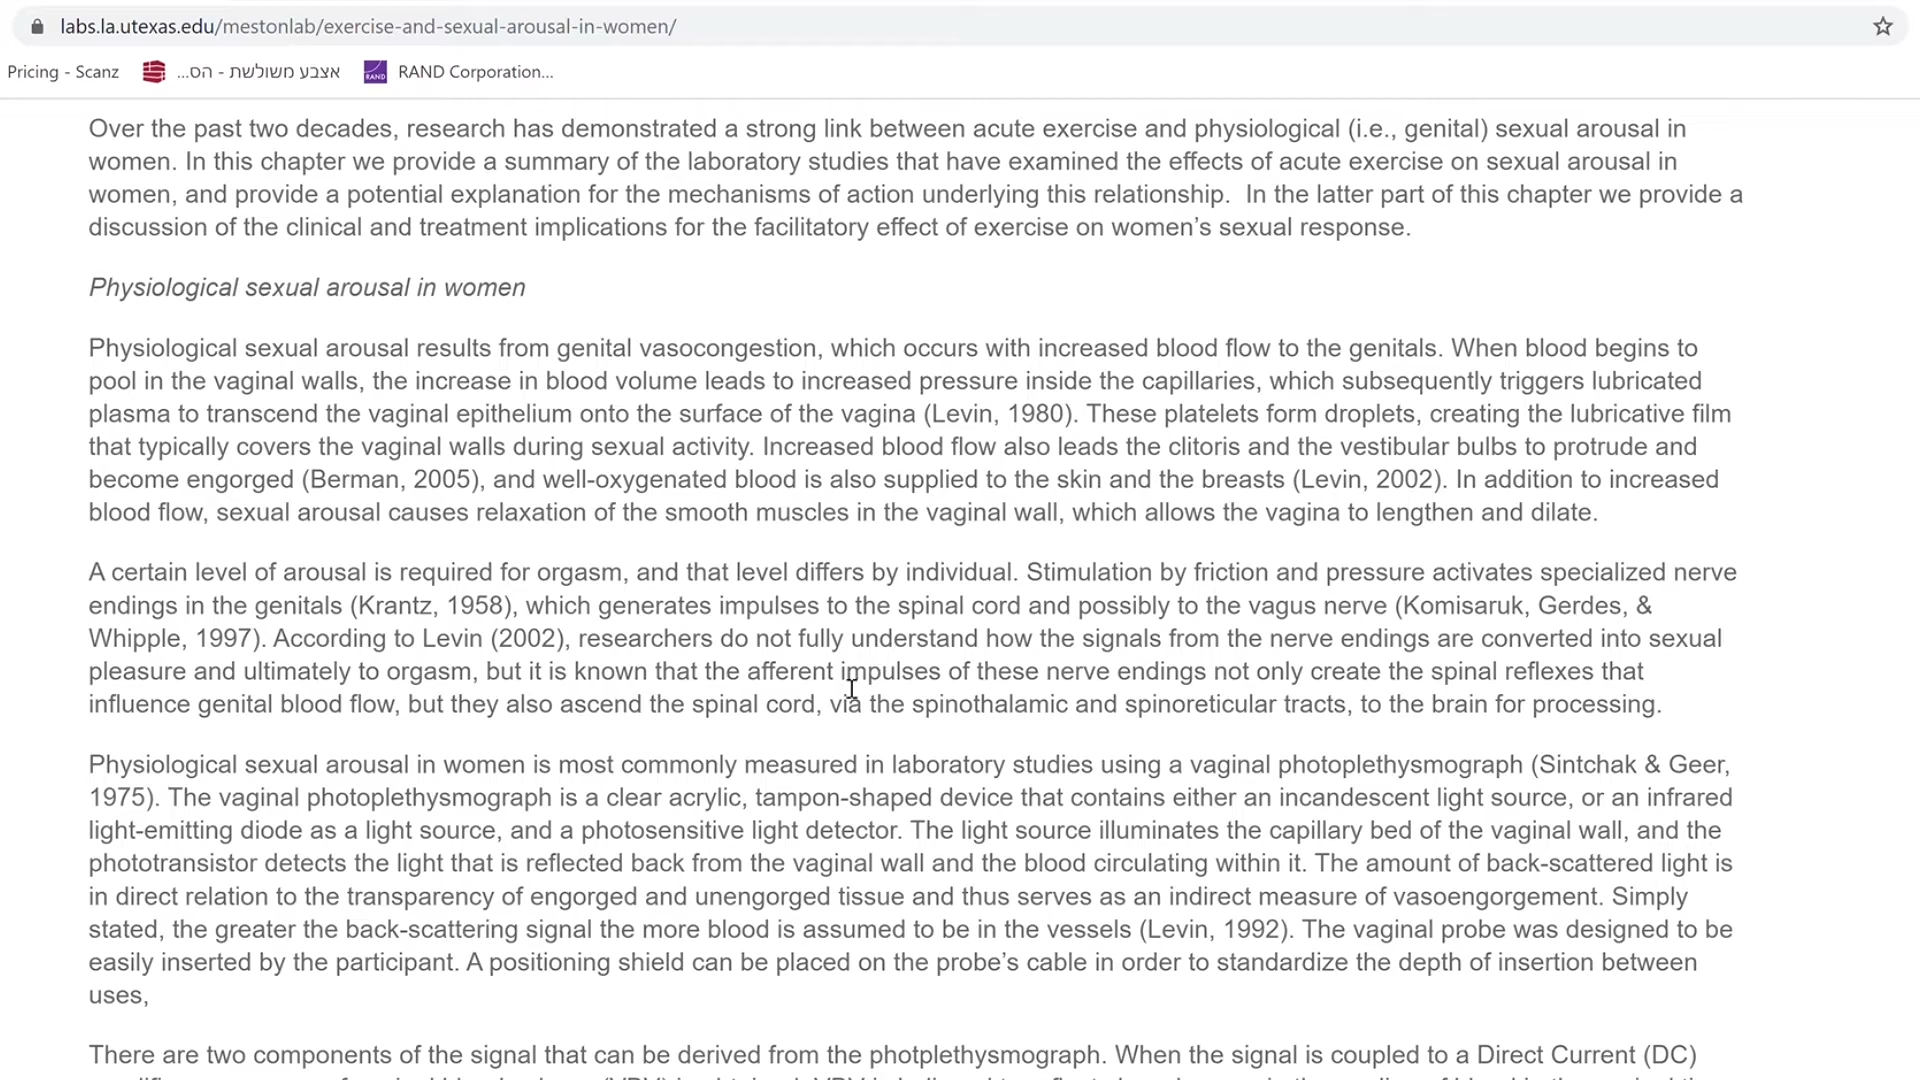 labs.la.utexas.edu/mestonlab/exercise-and-sexual-arousal-in-women/
Pricing - Scanz אצבע משולשת - הס... RAND RAND Corporation...
Over the past two decades, research has demonstrated a strong link between acute exercise and physiological (i.e., genital) sexual arousal in
women. In this chapter we provide a summary of the laboratory studies that have examined the effects of acute exercise on sexual arousal in
women, and provide a potential explanation for the mechanisms of action underlying this relationship.  In the latter part of this chapter we provide a
discussion of the clinical and treatment implications for the facilitatory effect of exercise on women’s sexual response.
Physiological sexual arousal in women
Physiological sexual arousal results from genital vasocongestion, which occurs with increased blood flow to the genitals. When blood begins to
pool in the vaginal walls, the increase in blood volume leads to increased pressure inside the capillaries, which subsequently triggers lubricated
plasma to transcend the vaginal epithelium onto the surface of the vagina (Levin, 1980). These platelets form droplets, creating the lubricative film
that typically covers the vaginal walls during sexual activity. Increased blood flow also leads the clitoris and the vestibular bulbs to protrude and
become engorged (Berman, 2005), and well-oxygenated blood is also supplied to the skin and the breasts (Levin, 2002). In addition to increased
blood flow, sexual arousal causes relaxation of the smooth muscles in the vaginal wall, which allows the vagina to lengthen and dilate.
A certain level of arousal is required for orgasm, and that level differs by individual. Stimulation by friction and pressure activates specialized nerve
endings in the genitals (Krantz, 1958), which generates impulses to the spinal cord and possibly to the vagus nerve (Komisaruk, Gerdes, &
Whipple, 1997). According to Levin (2002), researchers do not fully understand how the signals from the nerve endings are converted into sexual
pleasure and ultimately to orgasm, but it is known that the afferent impulses of these nerve endings not only create the spinal reflexes that
influence genital blood flow, but they also ascend the spinal cord, via the spinothalamic and spinoreticular tracts, to the brain for processing.
Physiological sexual arousal in women is most commonly measured in laboratory studies using a vaginal photoplethysmograph (Sintchak & Geer,
1975). The vaginal photoplethysmograph is a clear acrylic, tampon-shaped device that contains either an incandescent light source, or an infrared
light-emitting diode as a light source, and a photosensitive light detector. The light source illuminates the capillary bed of the vaginal wall, and the
phototransistor detects the light that is reflected back from the vaginal wall and the blood circulating within it. The amount of back-scattered light is
in direct relation to the transparency of engorged and unengorged tissue and thus serves as an indirect measure of vasoengorgement. Simply
stated, the greater the back-scattering signal the more blood is assumed to be in the vessels (Levin, 1992). The vaginal probe was designed to be
easily inserted by the participant. A positioning shield can be placed on the probe’s cable in order to standardize the depth of insertion between
uses,
There are two components of the signal that can be derived from the photplethysmograph. When the signal is coupled to a Direct Current (DC)